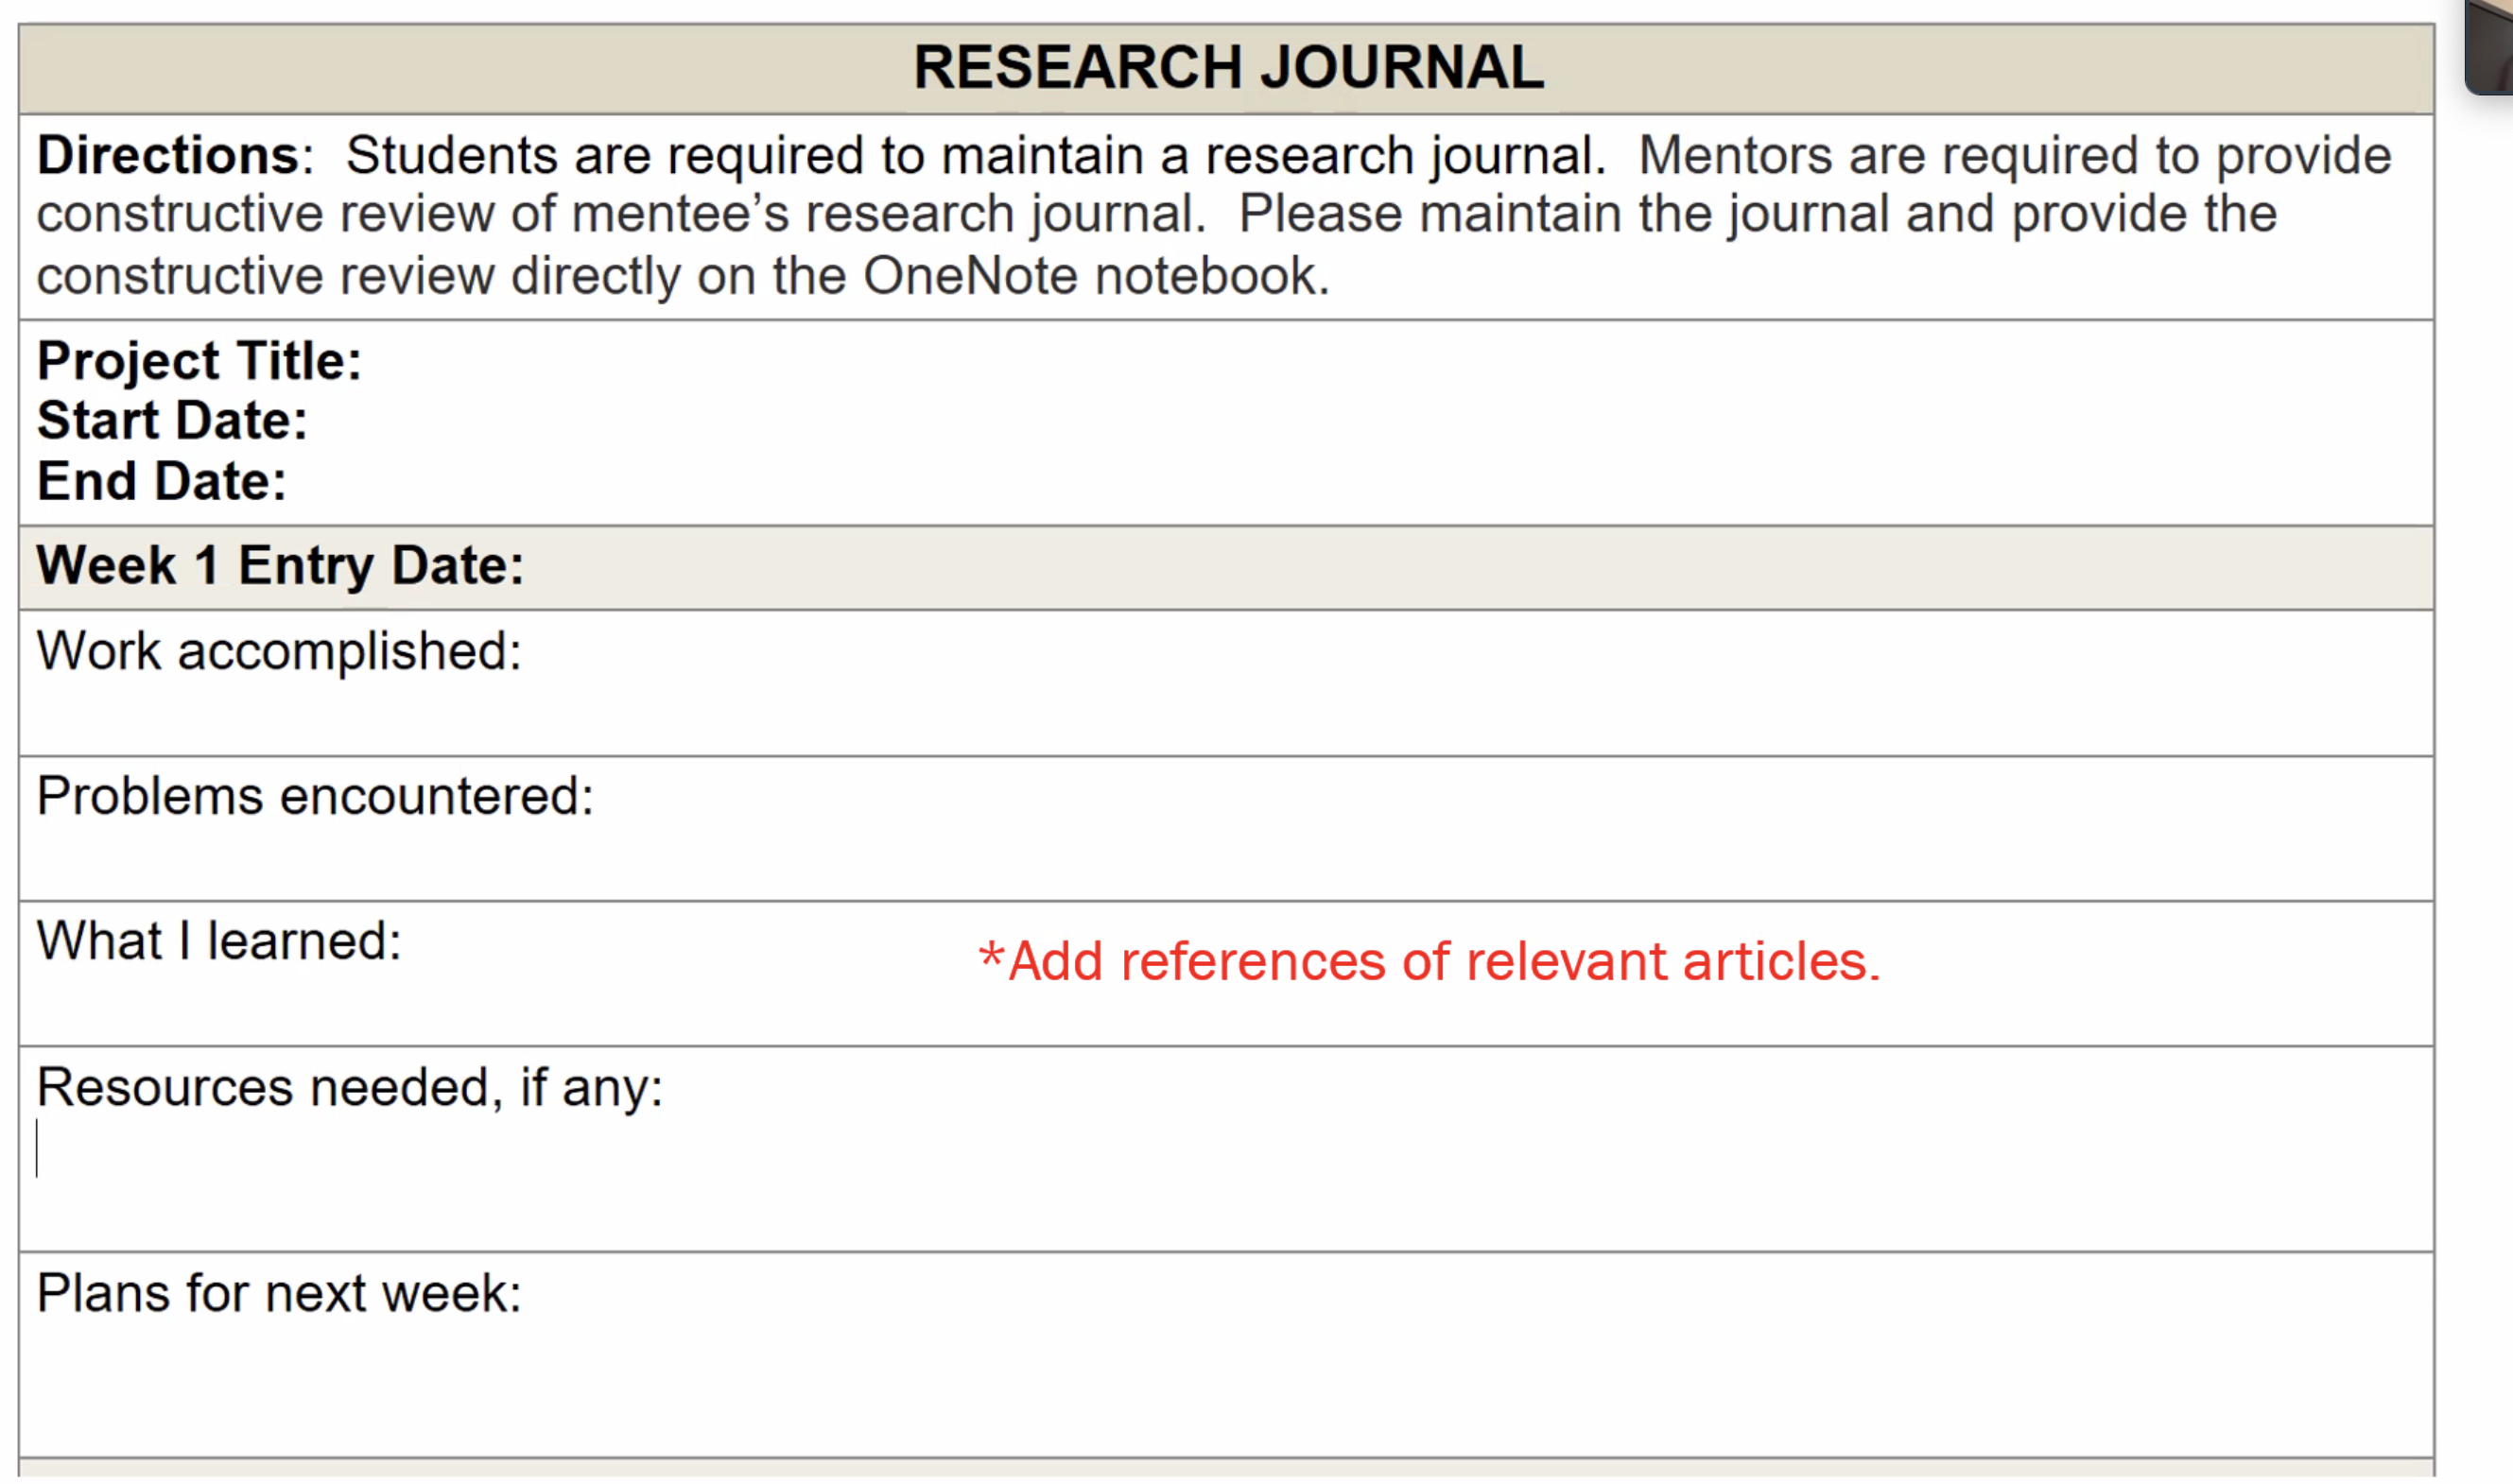 RESEARCH JOURNAL
Directions:  Students are required to maintain a research journal.  Mentors are required to provide
constructive review of mentee’s research journal.  Please maintain the journal and provide the
constructive review directly on the OneNote notebook.
Project Title:
Start Date:
End Date:
Week 1 Entry Date:
Work accomplished:
Problems encountered:
What I learned:
*Add references of relevant articles.
Resources needed, if any:
Plans for next week: